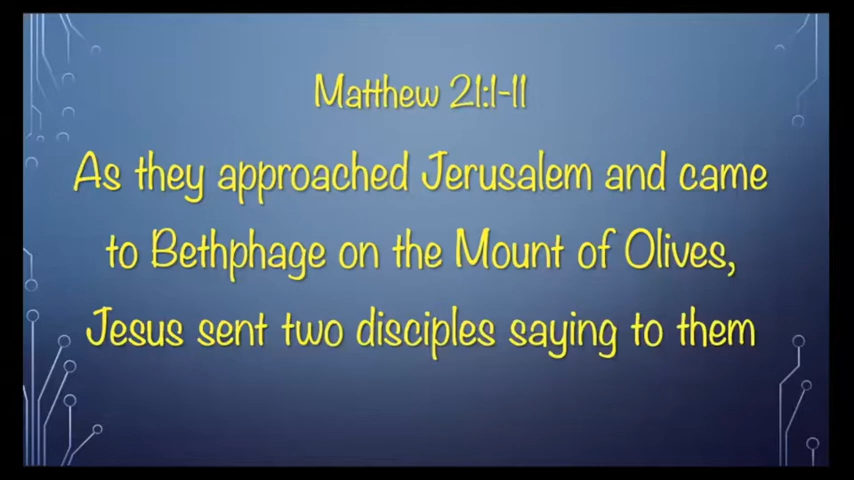 Matthew 21:1-11
As they approached Jerusalem and came
to Bethphage on the Mount of Olives,
Jesus sent two disciples saying to them